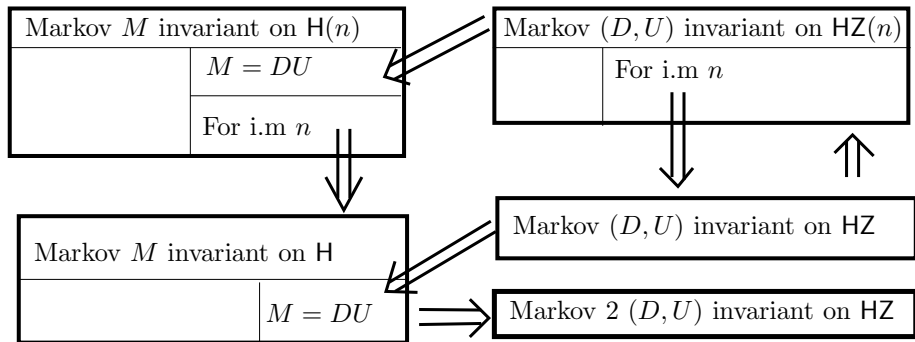 Markov M invariant on H(n)
M = DU
For i.m n
Markov (D, U) invariant on HZ(n)
For i.m n
Markov M invariant on H
M = DU
Markov (D, U) invariant on HZ
Markov 2 (D, U) invariant on HZ